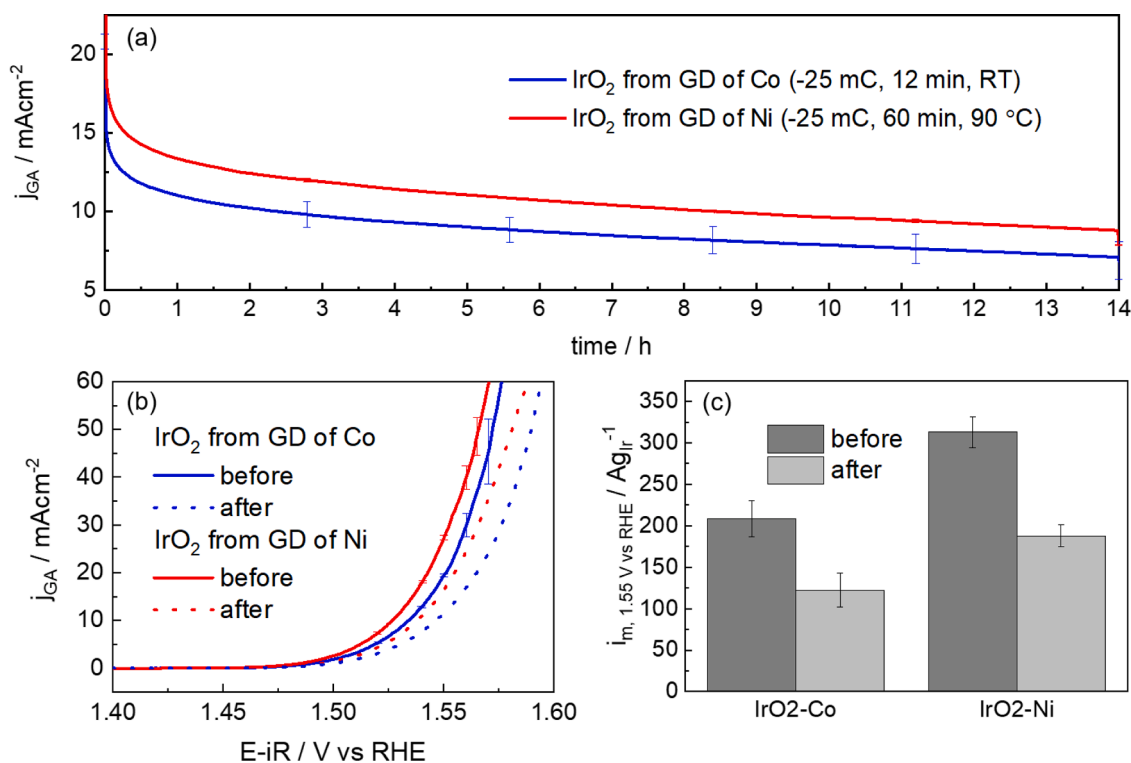 (a)
IrO₂ from GD of Co (-25 mC, 12 min, RT)
IrO₂ from GD of Ni (-25 mC, 60 min, 90 °C)
j_GA / mAcm⁻²
20
15
10
5
0 1 2 3 4 5 6 7 8 9 10 11 12 13 14
time / h
(b)
IrO₂ from GD of Co
before
after
IrO₂ from GD of Ni
before
after
j_GA / mAcm⁻²
60
50
40
30
20
10
0
1.40 1.45 1.50 1.55 1.60
E-iR / V vs RHE
(c)
before
after
i_m, 1.55 V vs RHE / Ag_Ir⁻¹
350
300
250
200
150
100
50
0
IrO2-Co IrO2-Ni